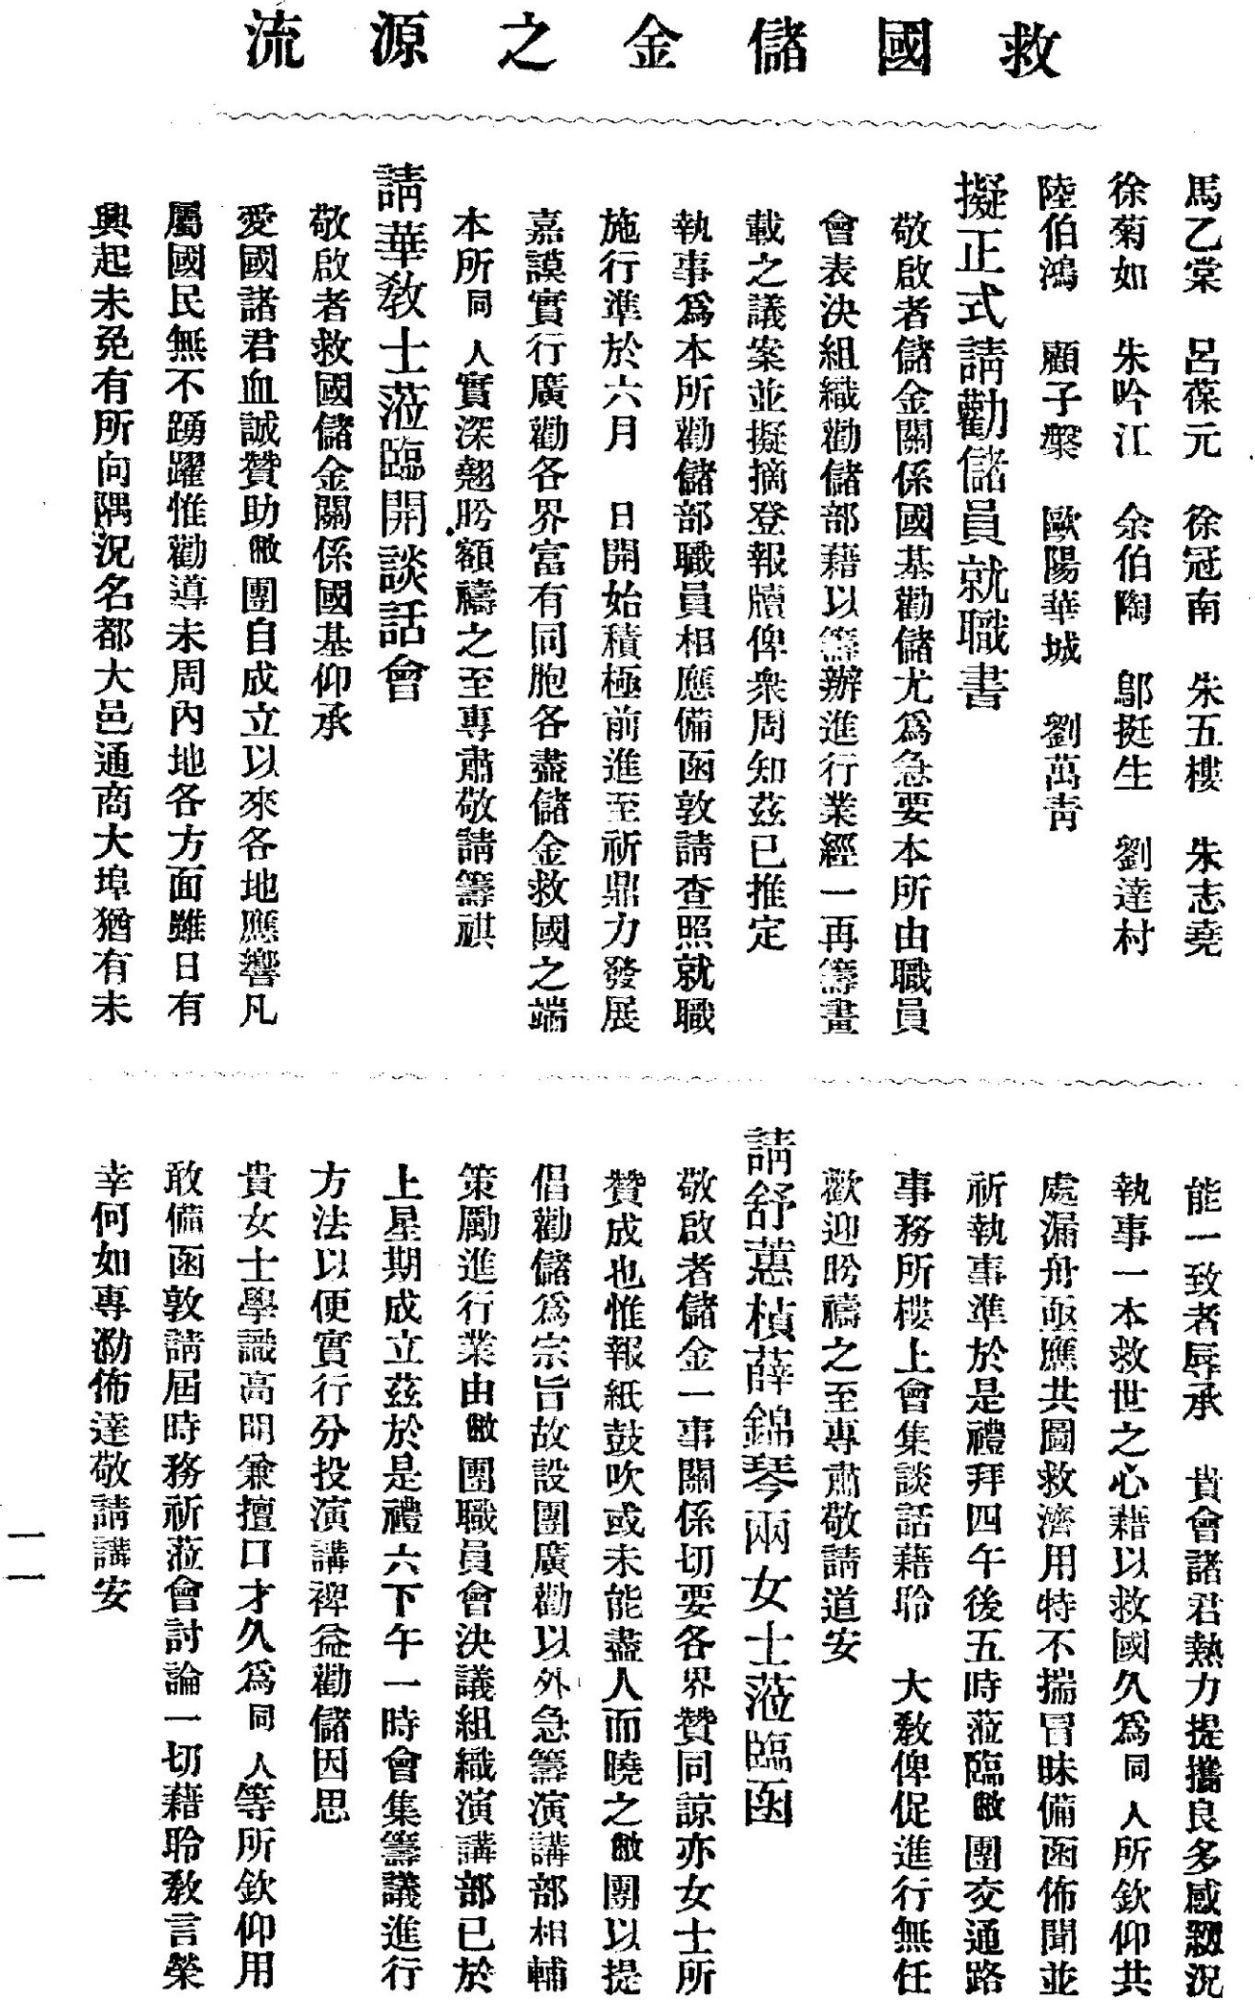 救國儲金之源流
馬乙棠　呂葆元　徐冠南　朱五樓　朱志堯
徐菊如　朱吟江　余伯陶　鄔挺生　劉達村
陸伯鴻　顧子槃　歐陽華城　劉萬靑
擬正式請勸儲員就職書
敬啟者儲金關係國基勸儲尤爲急要本所由職員
會表決組織勸儲部藉以籌辦進行業經一再籌畫
載之議案並擬摘登報牘俾衆周知茲已推定
執事爲本所勸儲部職員相應備函敦請查照就職
施行準於六月　日開始積極前進至祈鼎力發展
嘉謨實行廣勸各界富有同胞各盡儲金救國之端
本所同人實深翹盼額禱之至專肅敬請籌祺
請華敎士蒞臨開談話會
敬啟者救國儲金關係國基仰承
愛國諸君血誠贊助敝團自成立以來各地應響凡
屬國民無不踴躍惟勸導未周內地各方面雖日有
興起未免有所向隅況名都大邑通商大埠猶有未
能一致者辱承　貴會諸君熱力提攜良多感激況
執事一本救世之心藉以救國久爲同人所欽仰共
處漏舟亟應共圖救濟用特不揣冒昧備函佈聞並
祈執事準於是禮拜四午後五時蒞臨敝團交通路
事務所樓上會集談話藉聆　大敎俾促進行無任
歡迎盼禱之至專肅敬請道安
請舒蕙楨薛錦琴兩女士蒞臨函
敬啟者儲金一事關係切要各界贊同諒亦女士所
贊成也惟報紙鼓吹或未能盡人而曉之敝團以提
倡勸儲爲宗旨故設團廣勸以外急籌演講部相輔
策勵進行業由敝團職員會決議組織演講部已於
上星期成立茲於是禮六下午一時會集籌議進行
方法以便實行分投演講裨益勸儲因思
貴女士學識高明兼擅口才久爲同人等所欽仰用
敢備函敦請屆時務祈蒞會討論一切藉聆敎言榮
幸何如專泐佈達敬請講安
一一